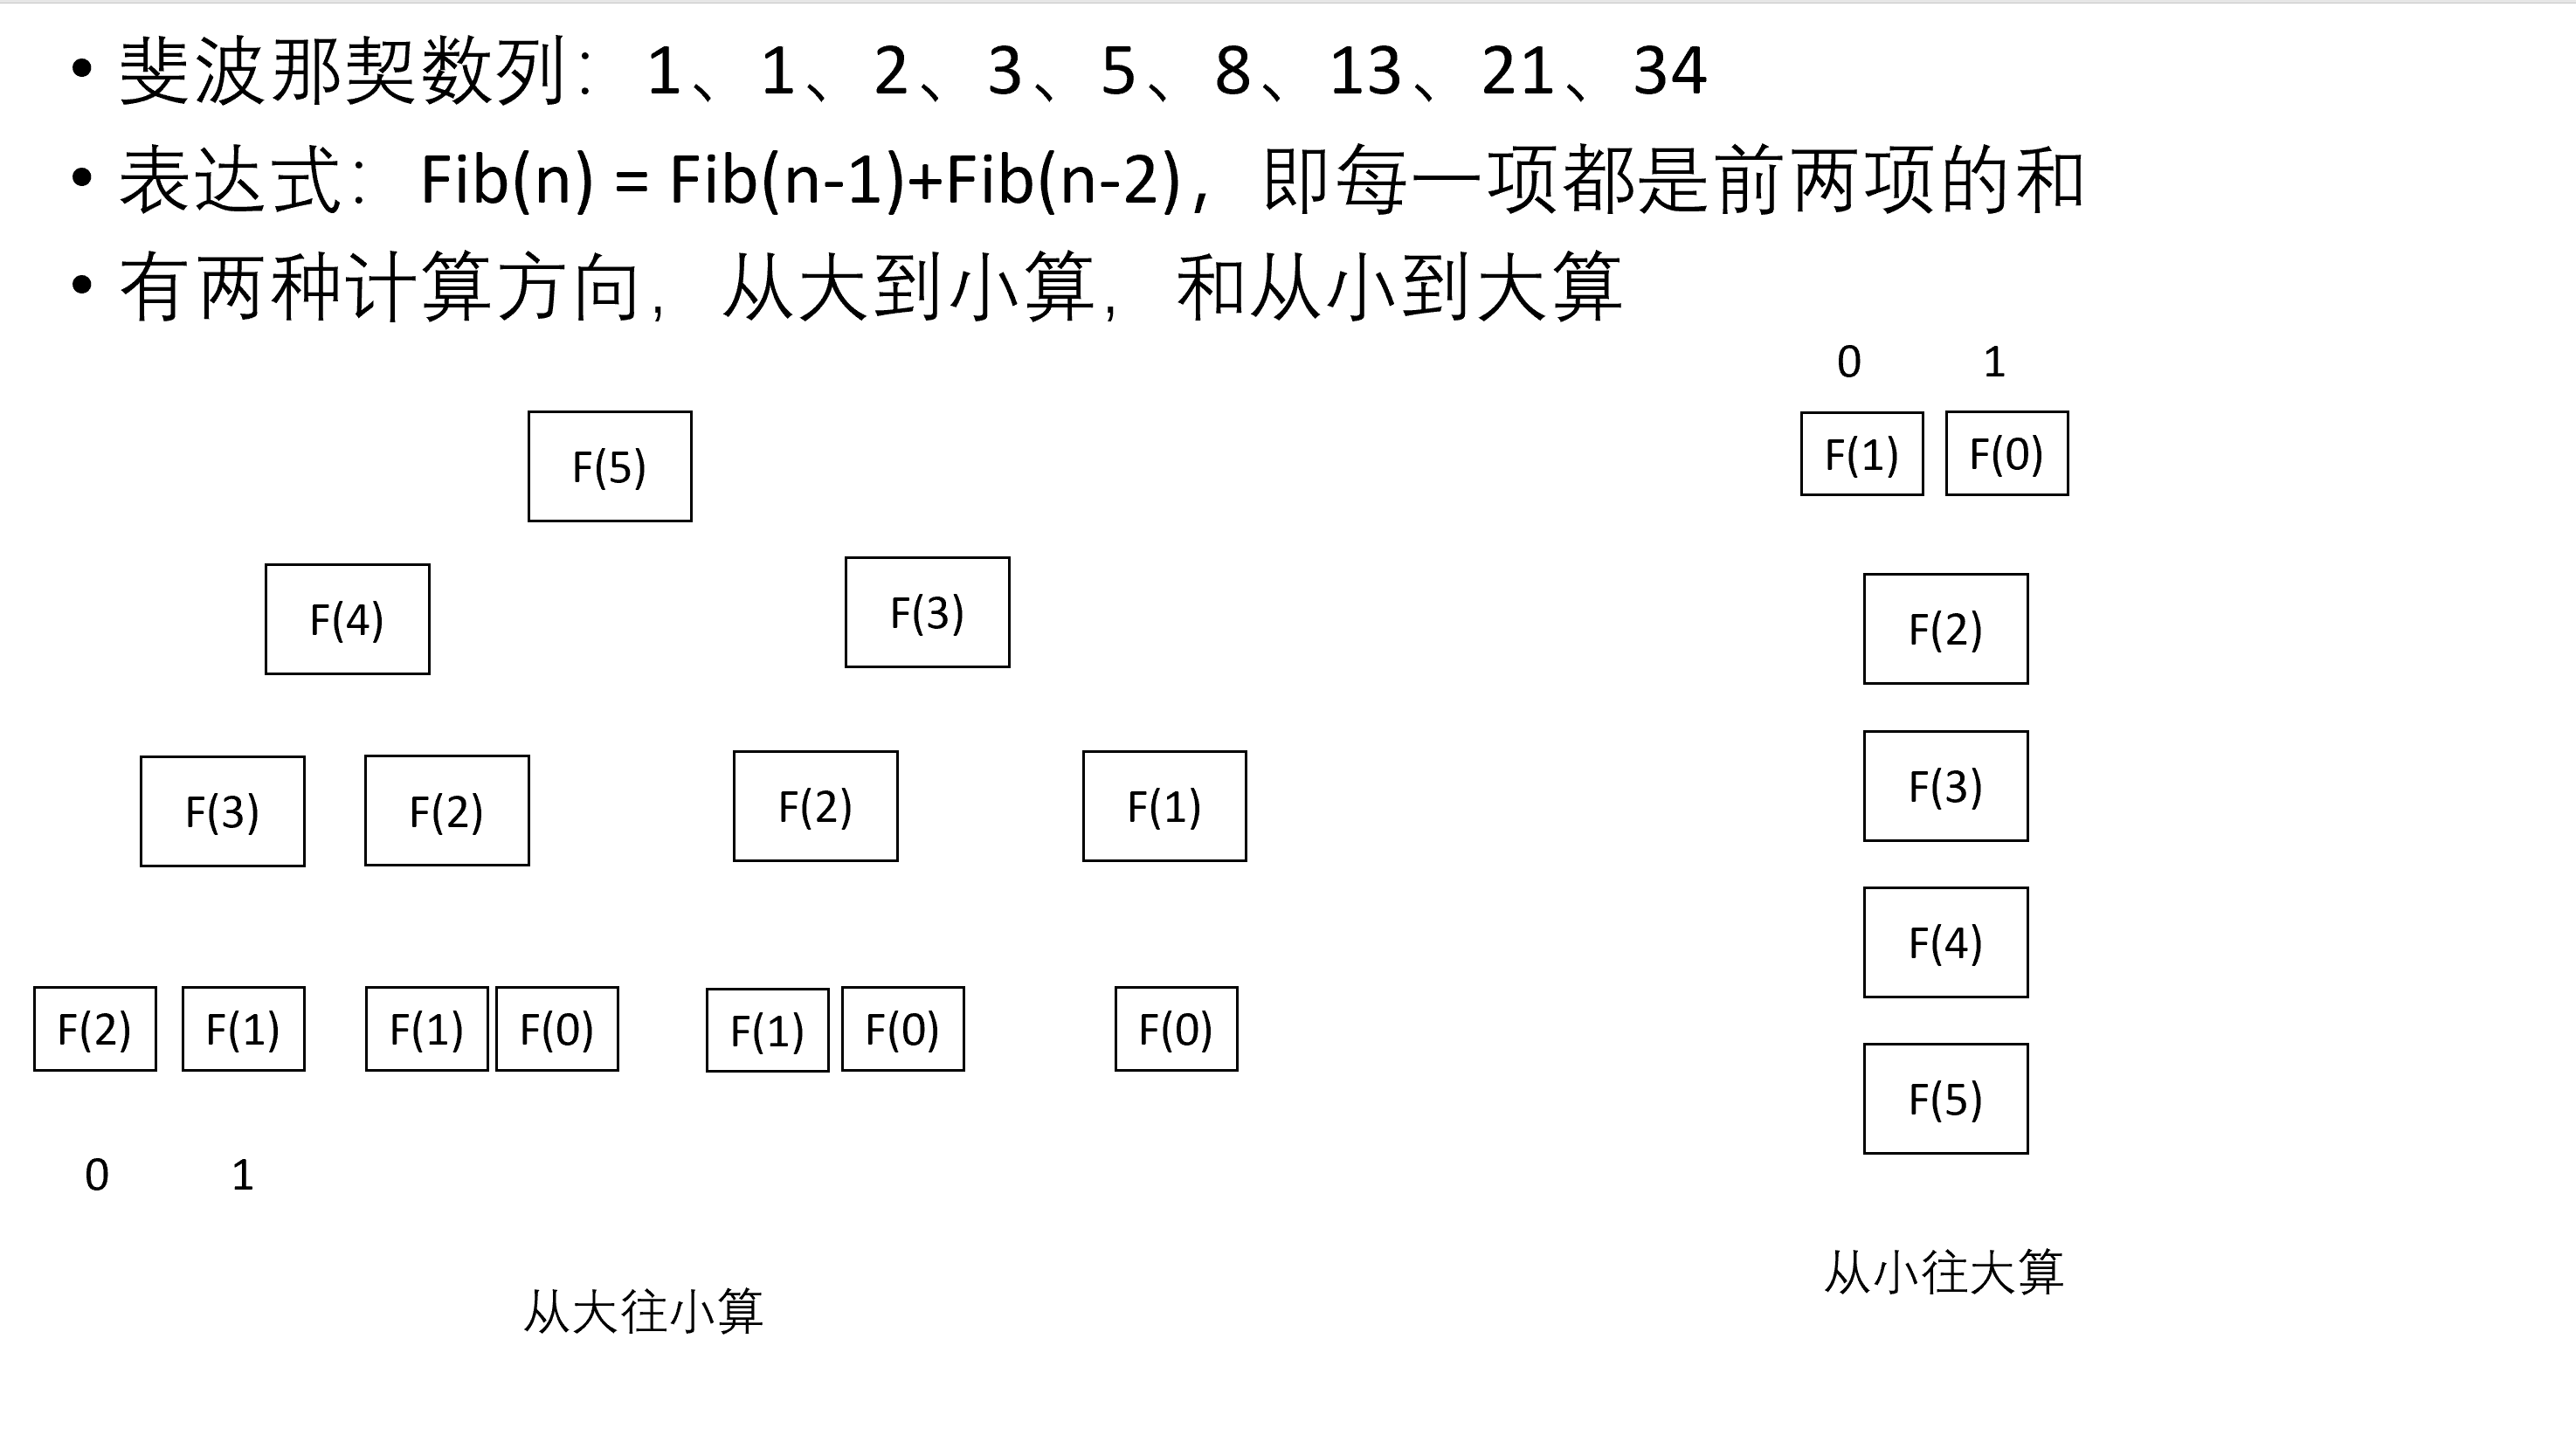 • 斐波那契数列：1、1、2、3、5、8、13、21、34
• 表达式：Fib(n) = Fib(n-1)+Fib(n-2)，即每一项都是前两项的和
• 有两种计算方向，从大到小算，和从小到大算
0 1
F(1) F(0)
F(5)
F(4) F(3)
F(2)
F(3) F(2) F(2) F(1)
F(3)
F(4)
F(2) F(1) F(1) F(0) F(1) F(0) F(0)
F(5)
0 1
从大往小算
从小往大算